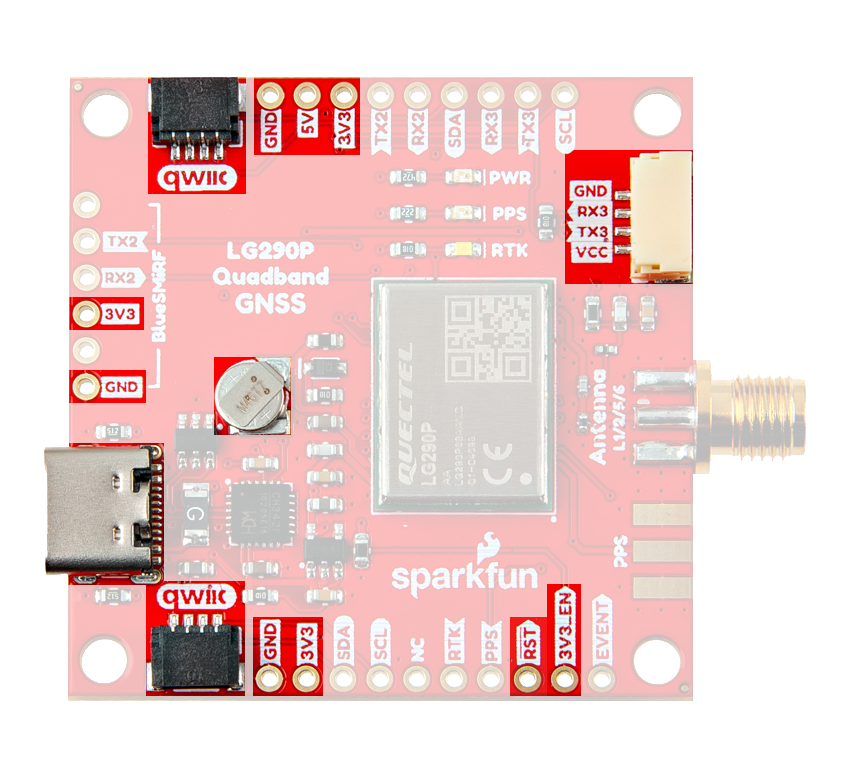 qwiic
GND
5V
3V3
TX2
RX2
SDA
RX3
TX3
SCL
PWR
PPS
RTK
GND
RX3
TX3
VCC
TX2
RX2
3V3
GND
BlueSMiRF
LG290P
Quadband
GNSS
QUECTEL
LG290P
Antenna
L1/2/5/6
PPS
sparkfun
qwiic
GND
3V3
SDA
SCL
NC
RTK
PPS
RST
3V3_EN
EVENT